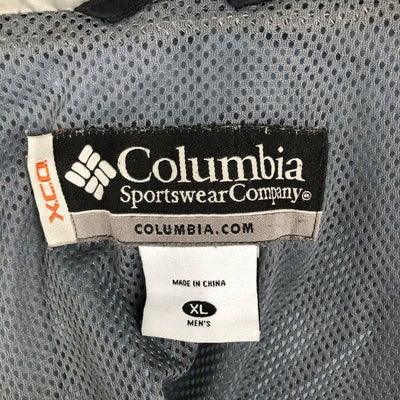 XCO
Columbia
Sportswear Company®
COLUMBIA.COM
MADE IN CHINA
XL
MEN'S